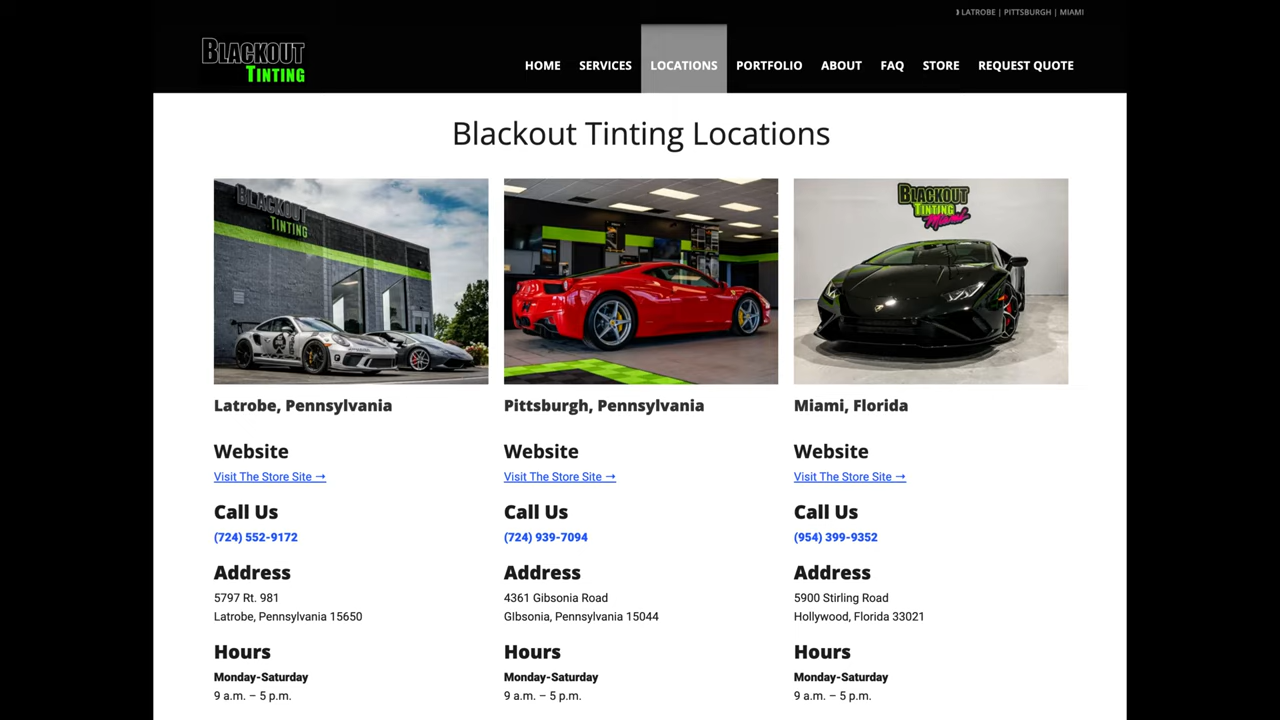 LATROBE | PITTSBURGH | MIAMI
BLACKOUT
TINTING
HOME SERVICES LOCATIONS PORTFOLIO ABOUT FAQ STORE REQUEST QUOTE
Blackout Tinting Locations
BLACKOUT
TINTING
BLACKOUT
TINTING
Miami
Latrobe, Pennsylvania
Website
Visit The Store Site →
Call Us
(724) 552-9172
Address
5797 Rt. 981
Latrobe, Pennsylvania 15650
Hours
Monday-Saturday
9 a.m. – 5 p.m.
Pittsburgh, Pennsylvania
Website
Visit The Store Site →
Call Us
(724) 939-7094
Address
4361 Gibsonia Road
GIbsonia, Pennsylvania 15044
Hours
Monday-Saturday
9 a.m. – 5 p.m.
Miami, Florida
Website
Visit The Store Site →
Call Us
(954) 399-9352
Address
5900 Stirling Road
Hollywood, Florida 33021
Hours
Monday-Saturday
9 a.m. – 5 p.m.